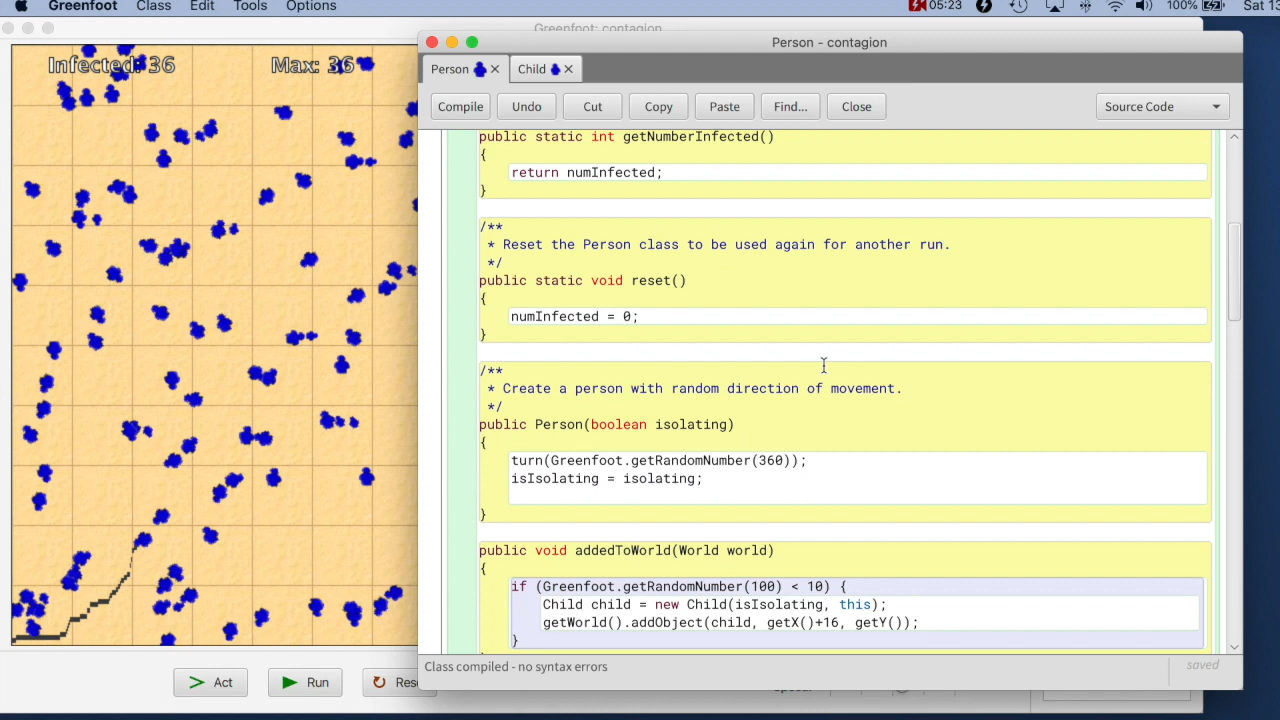 Greenfoot Class Edit Tools Options 05:23 100% Sat 13
Greenfoot: contagion
Person - contagion
Person Child
Infected: 36 Max: 36
Compile Undo Cut Copy Paste Find... Close Source Code
public static int getNumberInfected()
{
return numInfected;
}
/**
* Reset the Person class to be used again for another run.
*/
public static void reset()
{
numInfected = 0;
}
/**
* Create a person with random direction of movement.
*/
public Person(boolean isolating)
{
turn(Greenfoot.getRandomNumber(360));
isIsolating = isolating;
}
public void addedToWorld(World world)
{
if (Greenfoot.getRandomNumber(100) < 10) {
Child child = new Child(isIsolating, this);
getWorld().addObject(child, getX()+16, getY());
}
Class compiled - no syntax errors
saved
Act Run